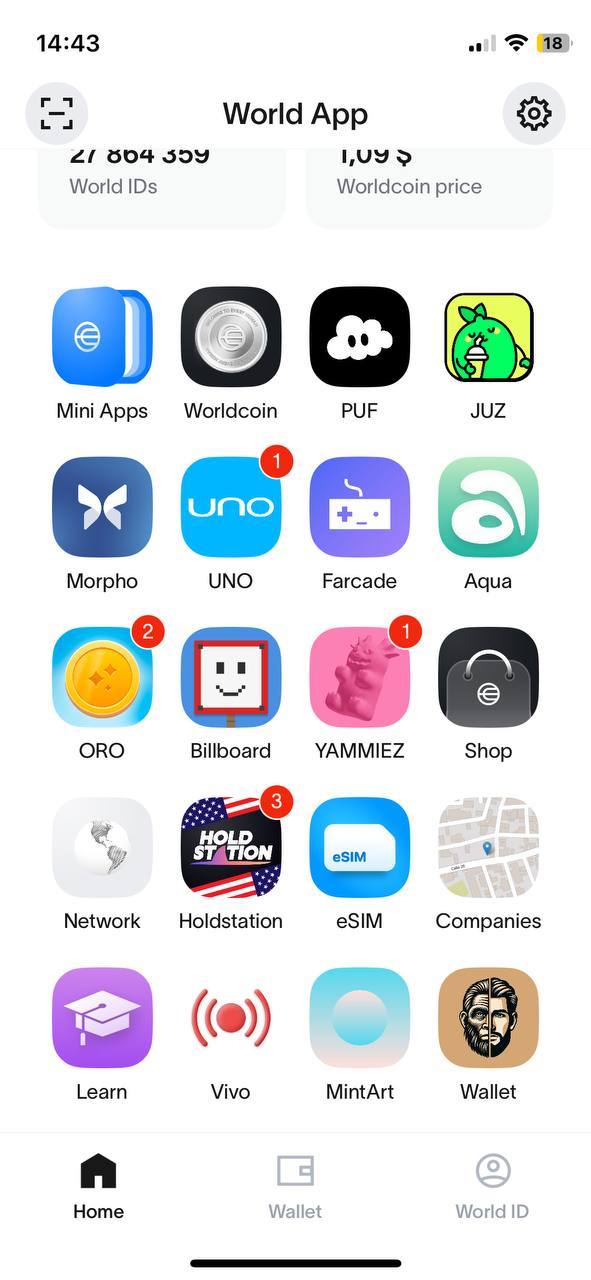 14:43
18
World App
27 864 359
1,09 $
World IDs
Worldcoin price
Mini Apps
Worldcoin
PUF
JUZ
1
UNO
Morpho
UNO
Farcade
Aqua
2
1
ORO
Billboard
YAMMIEZ
Shop
3
HOLD
STATION
eSIM
Network
Holdstation
eSIM
Companies
Learn
Vivo
MintArt
Wallet
Home
Wallet
World ID